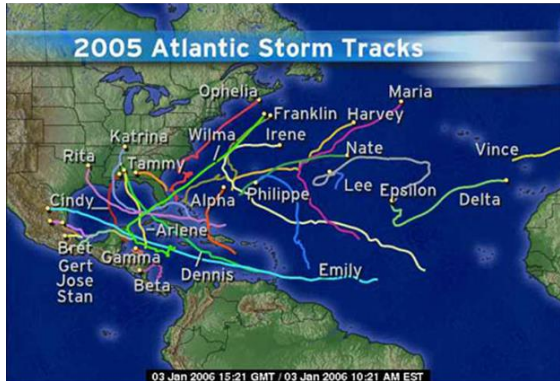 2005 Atlantic Storm Tracks
Maria
Ophelia
Franklin
Harvey
Katrina
Wilma
Irene
Rita
Tammy
Nate
Vince
Cindy
Alpha
Philippe
Lee
Epsilon
Delta
Arlene
Bret
Gamma
Gert
Dennis
Emily
Jose
Beta
Stan
03 Jan 2006 15:21 GMT / 03 Jan 2006 10:21 AM EST